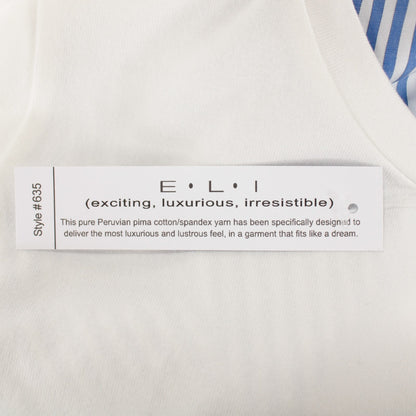 Style #635
E•L•I
(exciting, luxurious, irresistible)
This pure Peruvian pima cotton/spandex yarn has been specifically designed to
deliver the most luxurious and lustrous feel, in a garment that fits like a dream.